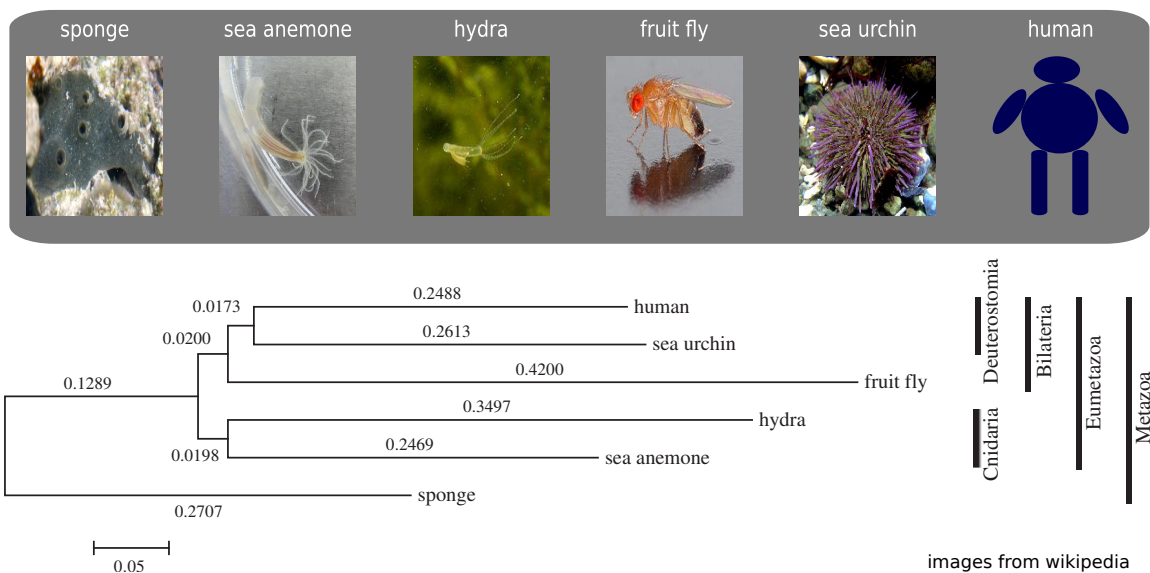 sponge
sea anemone
hydra
fruit fly
sea urchin
human
0.2488
human
0.0173
0.2613
sea urchin
0.0200
0.4200
fruit fly
0.1289
0.3497
hydra
0.2469
sea anemone
0.0198
sponge
0.2707
0.05
Deuterostomia
Bilateria
Cnidaria
Eumetazoa
Metazoa
images from wikipedia